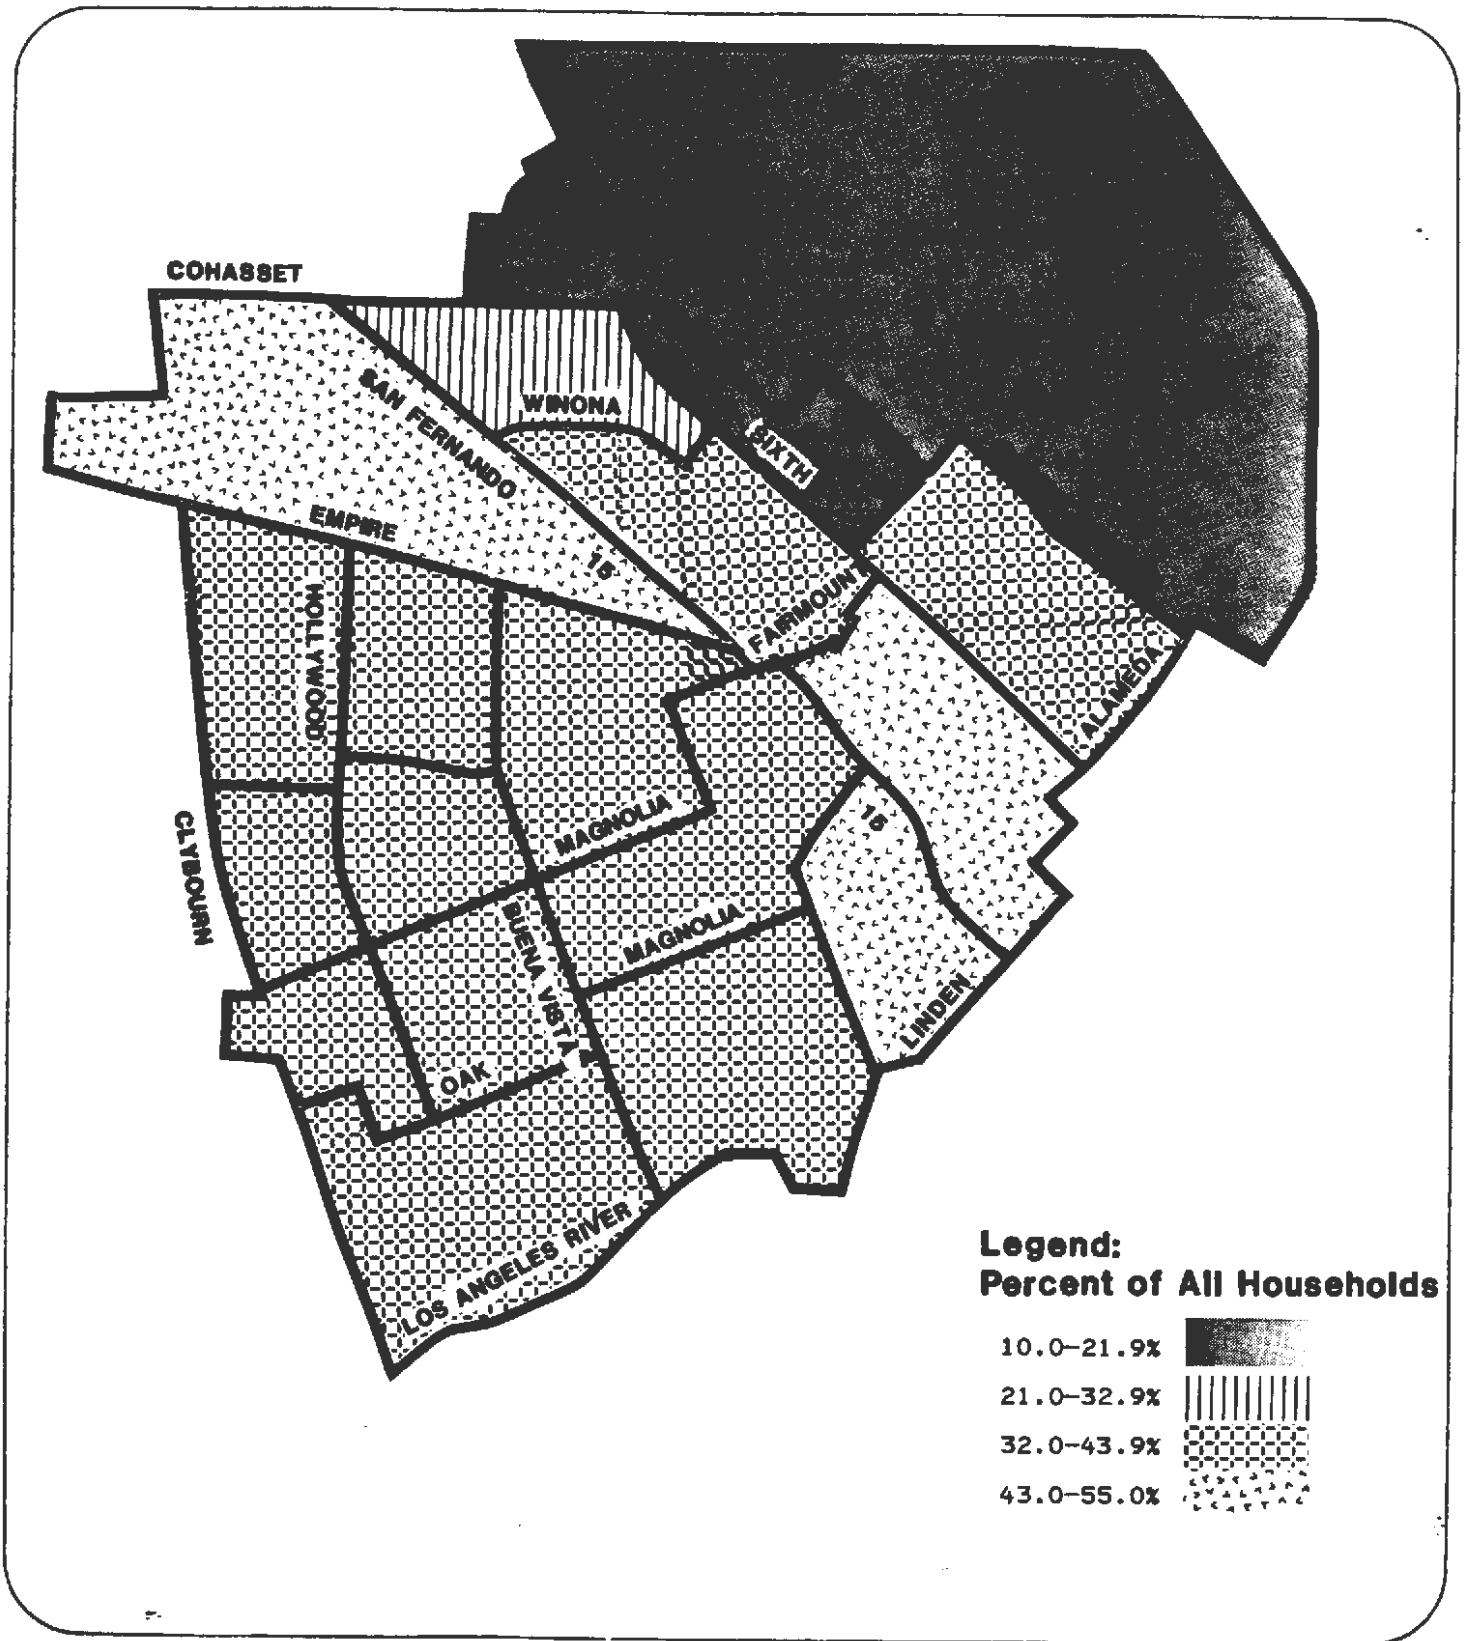 COHASSET
SAN FERNANDO
WINONA
SIXTH
EMPIRE
15
HOLLYWOOD
FAIRMOUNT
ALAMEDA
CLYBOURN
MAGNOLIA
15
BUENA VISTA
MAGNOLIA
LINDEN
OAK
LOS ANGELES RIVER
Legend:
Percent of All Households
10.0-21.9%
21.0-32.9%
32.0-43.9%
43.0-55.0%